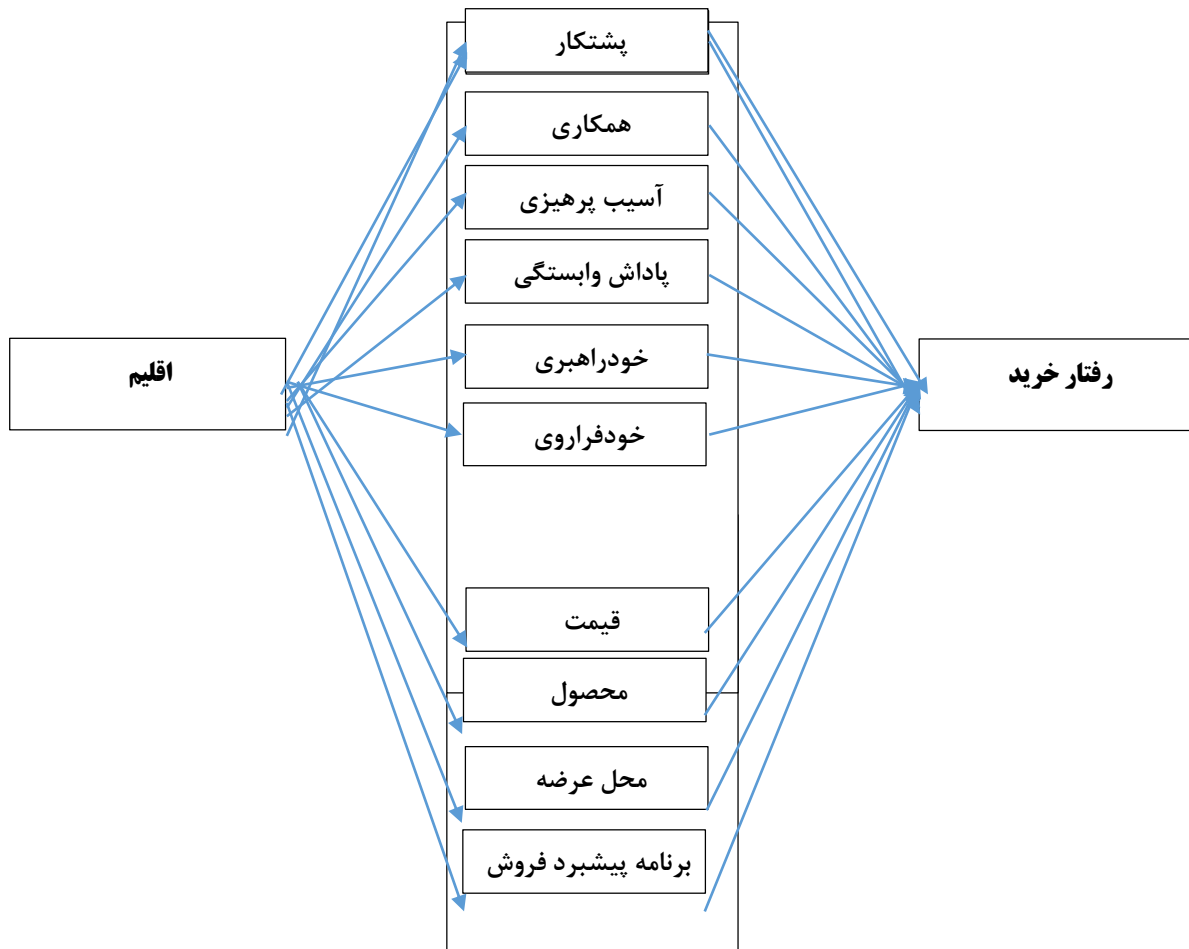 پشتکار
همکاری
آسیب پرهیزی
پاداش وابستگی
خودراهبری
اقلیم
رفتار خرید
خودفراروی
قیمت
محصول
محل عرضه
برنامه پیشبرد فروش